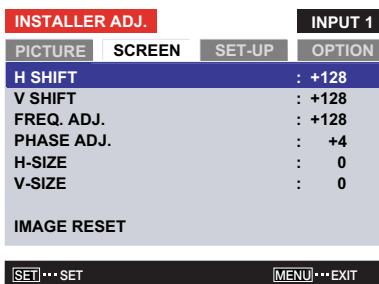 INSTALLER ADJ. INPUT 1
PICTURE SCREEN SET-UP OPTION
H SHIFT : +128
V SHIFT : +128
FREQ. ADJ. : +128
PHASE ADJ. : +4
H-SIZE : 0
V-SIZE : 0
IMAGE RESET
SET ··· SET MENU ··· EXIT